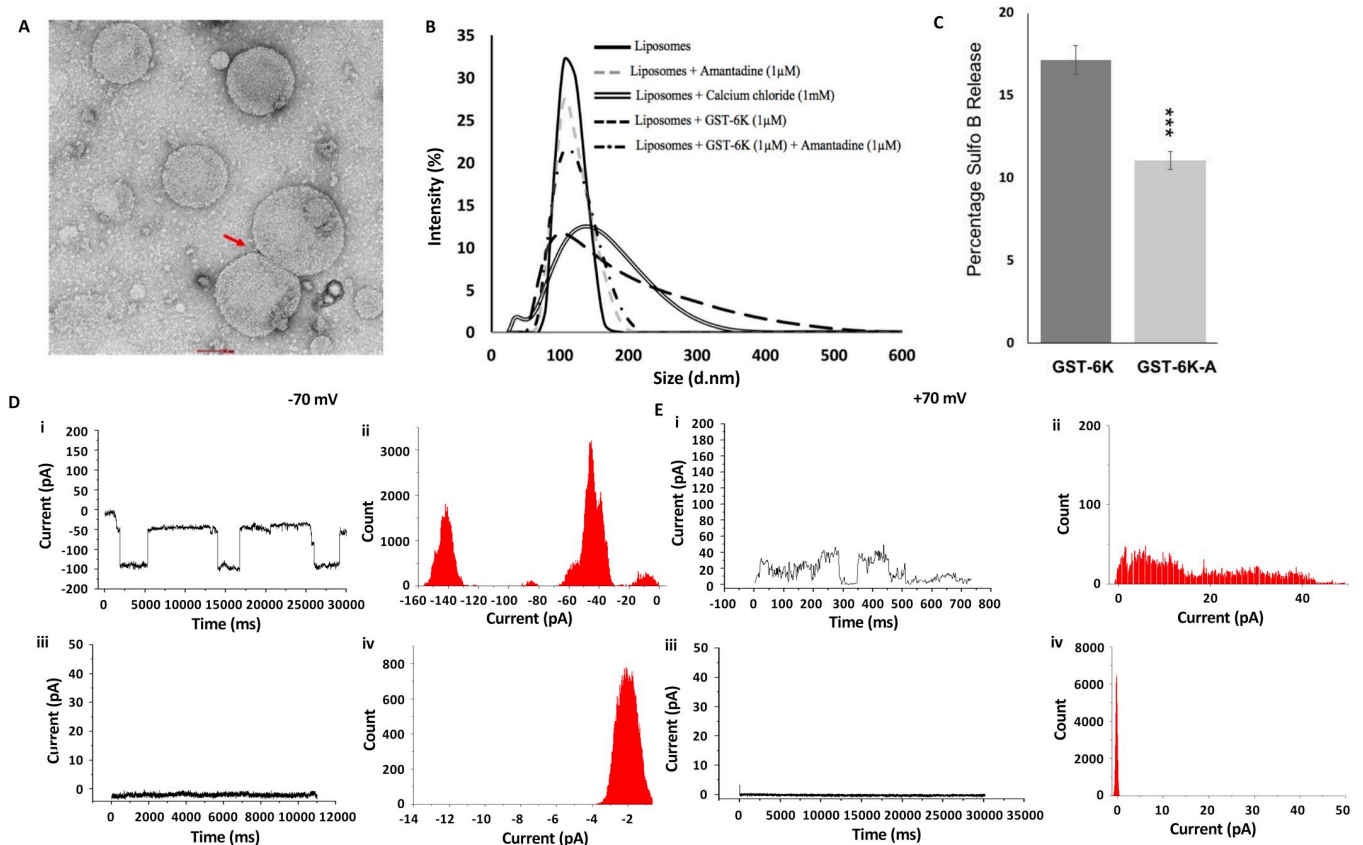 A
B
35
30
25
20
15
10
5
0
Intensity (%)
0 100 200 300 400 500 600
Size (d.nm)
Liposomes
Liposomes + Amantadine (1µM)
Liposomes + Calcium chloride (1mM)
Liposomes + GST-6K (1µM)
Liposomes + GST-6K (1µM) + Amantadine (1µM)
C
20
15
10
5
0
Percentage Sulfo B Release
***
GST-6K GST-6K-A
D
-70 mV
i
200
150
100
50
0
-50
-100
-150
-200
Current (pA)
0 5000 10000 15000 20000 25000 30000
Time (ms)
ii
3000
2000
1000
0
Count
-160 -140 -120 -100 -80 -60 -40 -20 0
Current (pA)
E
+70 mV
i
200
180
160
140
120
100
80
60
40
20
0
Current (pA)
-100 0 100 200 300 400 500 600 700 800
Time (ms)
ii
200
100
0
Count
0 20 40
Current (pA)
iii
50
40
30
20
10
0
Current (pA)
0 2000 4000 6000 8000 10000 12000
Time (ms)
iv
800
600
400
200
0
Count
-14 -12 -10 -8 -6 -4 -2
Current (pA)
iii
50
40
30
20
10
0
Current (pA)
0 5000 10000 15000 20000 25000 30000 35000
Time (ms)
iv
8000
6000
4000
2000
0
Count
0 10 20 30 40 50
Current (pA)